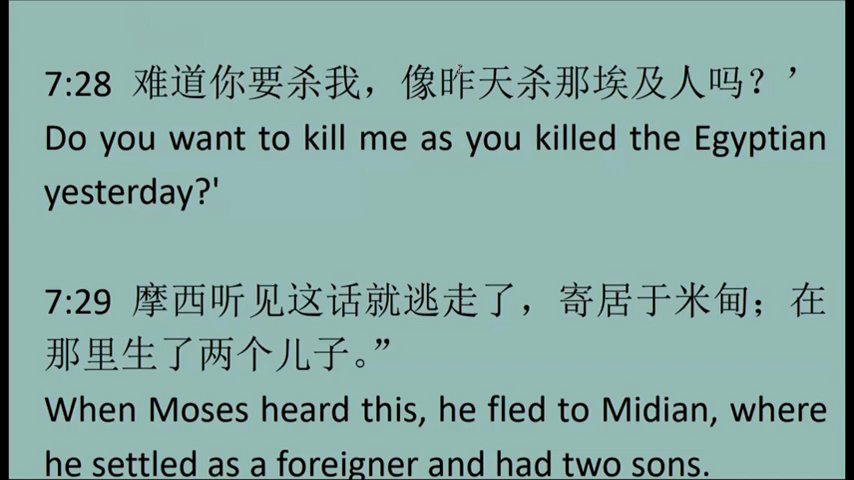 7:28 难道你要杀我，像昨天杀那埃及人吗？’
Do you want to kill me as you killed the Egyptian
yesterday?'
7:29 摩西听见这话就逃走了，寄居于米甸；在
那里生了两个儿子。”
When Moses heard this, he fled to Midian, where
he settled as a foreigner and had two sons.